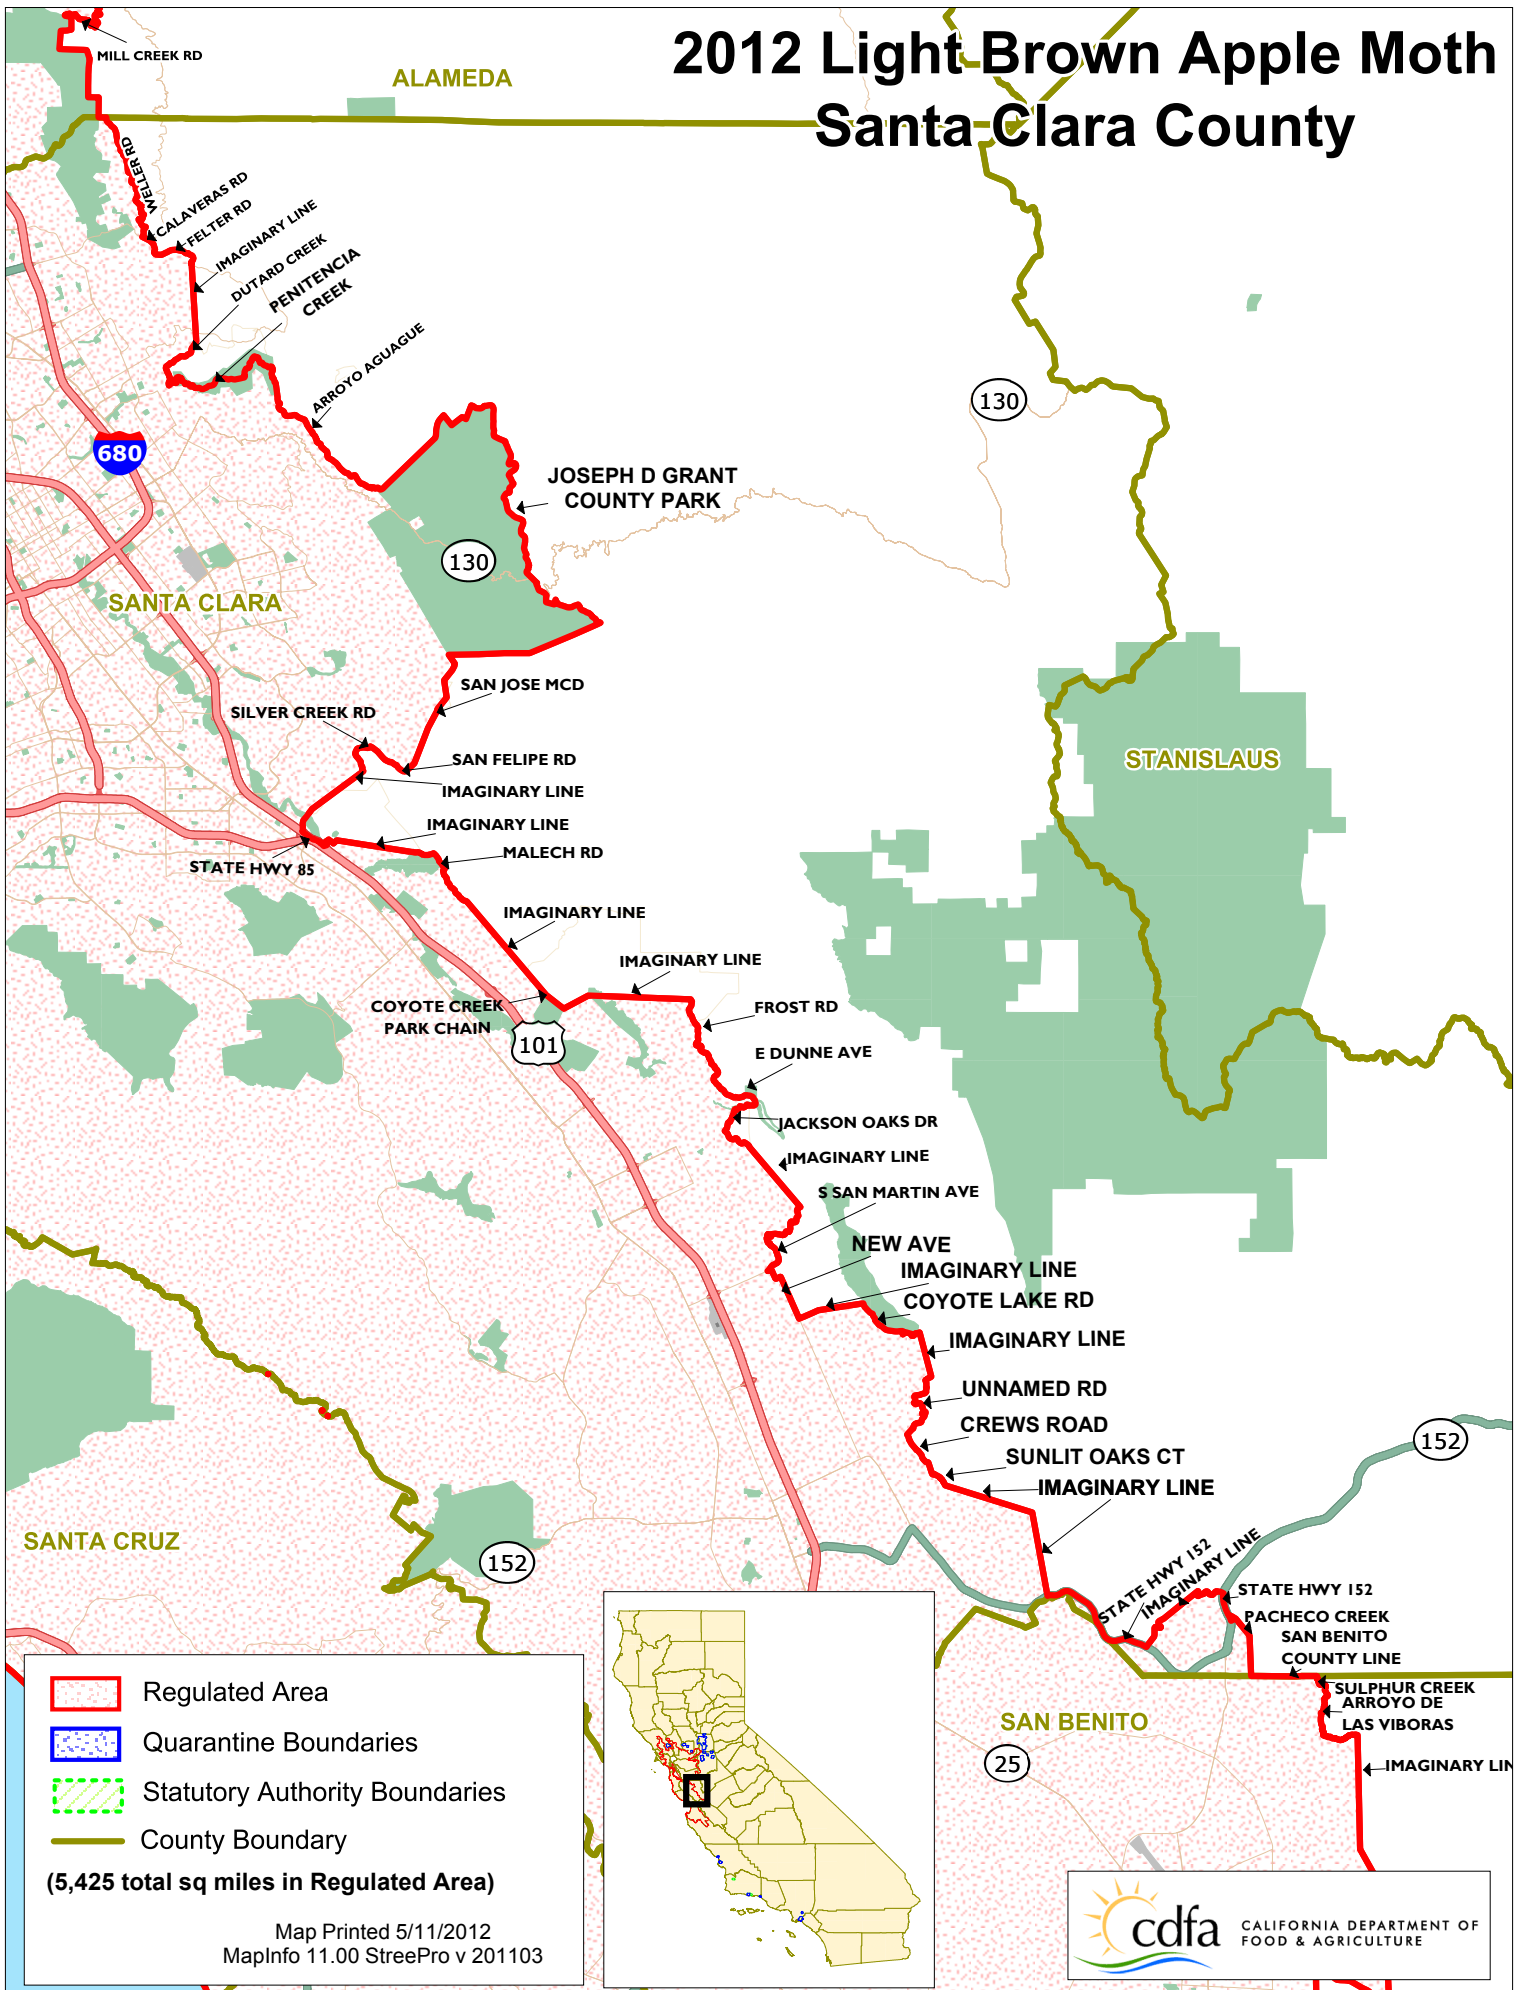 2012 Light Brown Apple Moth
Santa Clara County
MILL CREEK RD
ALAMEDA
WELLER RD
CALAVERAS RD
FELTER RD
IMAGINARY LINE
DUTARD CREEK
PENITENCIA
CREEK
ARROYO AGUAGUE
130
680
JOSEPH D GRANT
COUNTY PARK
130
SANTA CLARA
SAN JOSE MCD
SILVER CREEK RD
SAN FELIPE RD
STANISLAUS
IMAGINARY LINE
IMAGINARY LINE
MALECH RD
STATE HWY 85
IMAGINARY LINE
IMAGINARY LINE
COYOTE CREEK
PARK CHAIN
FROST RD
101
E DUNNE AVE
JACKSON OAKS DR
IMAGINARY LINE
S SAN MARTIN AVE
NEW AVE
IMAGINARY LINE
COYOTE LAKE RD
IMAGINARY LINE
UNNAMED RD
CREWS ROAD
152
SUNLIT OAKS CT
IMAGINARY LINE
SANTA CRUZ
152
STATE HWY 152
IMAGINARY LINE
STATE HWY 152
PACHECO CREEK
SAN BENITO
COUNTY LINE
SULPHUR CREEK
ARROYO DE
LAS VIBORAS
SAN BENITO
25
IMAGINARY LIN
Regulated Area
Quarantine Boundaries
Statutory Authority Boundaries
County Boundary
(5,425 total sq miles in Regulated Area)
Map Printed 5/11/2012
MapInfo 11.00 StreePro v 201103
cdfa
CALIFORNIA DEPARTMENT OF
FOOD & AGRICULTURE